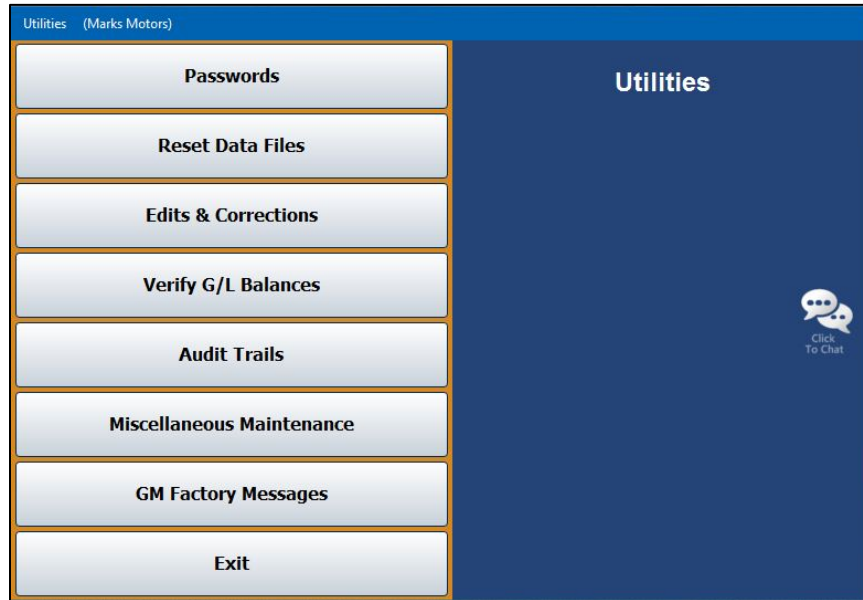 Utilities (Marks Motors)
Passwords
Utilities
Reset Data Files
Edits & Corrections
Verify G/L Balances
Audit Trails
Click
To Chat
Miscellaneous Maintenance
GM Factory Messages
Exit